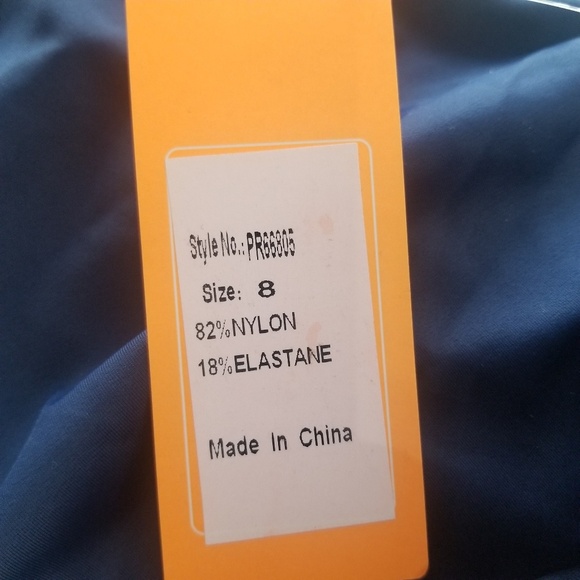 Style No.:PR66805
Size: 8
82%NYLON
18%ELASTANE
Made In China